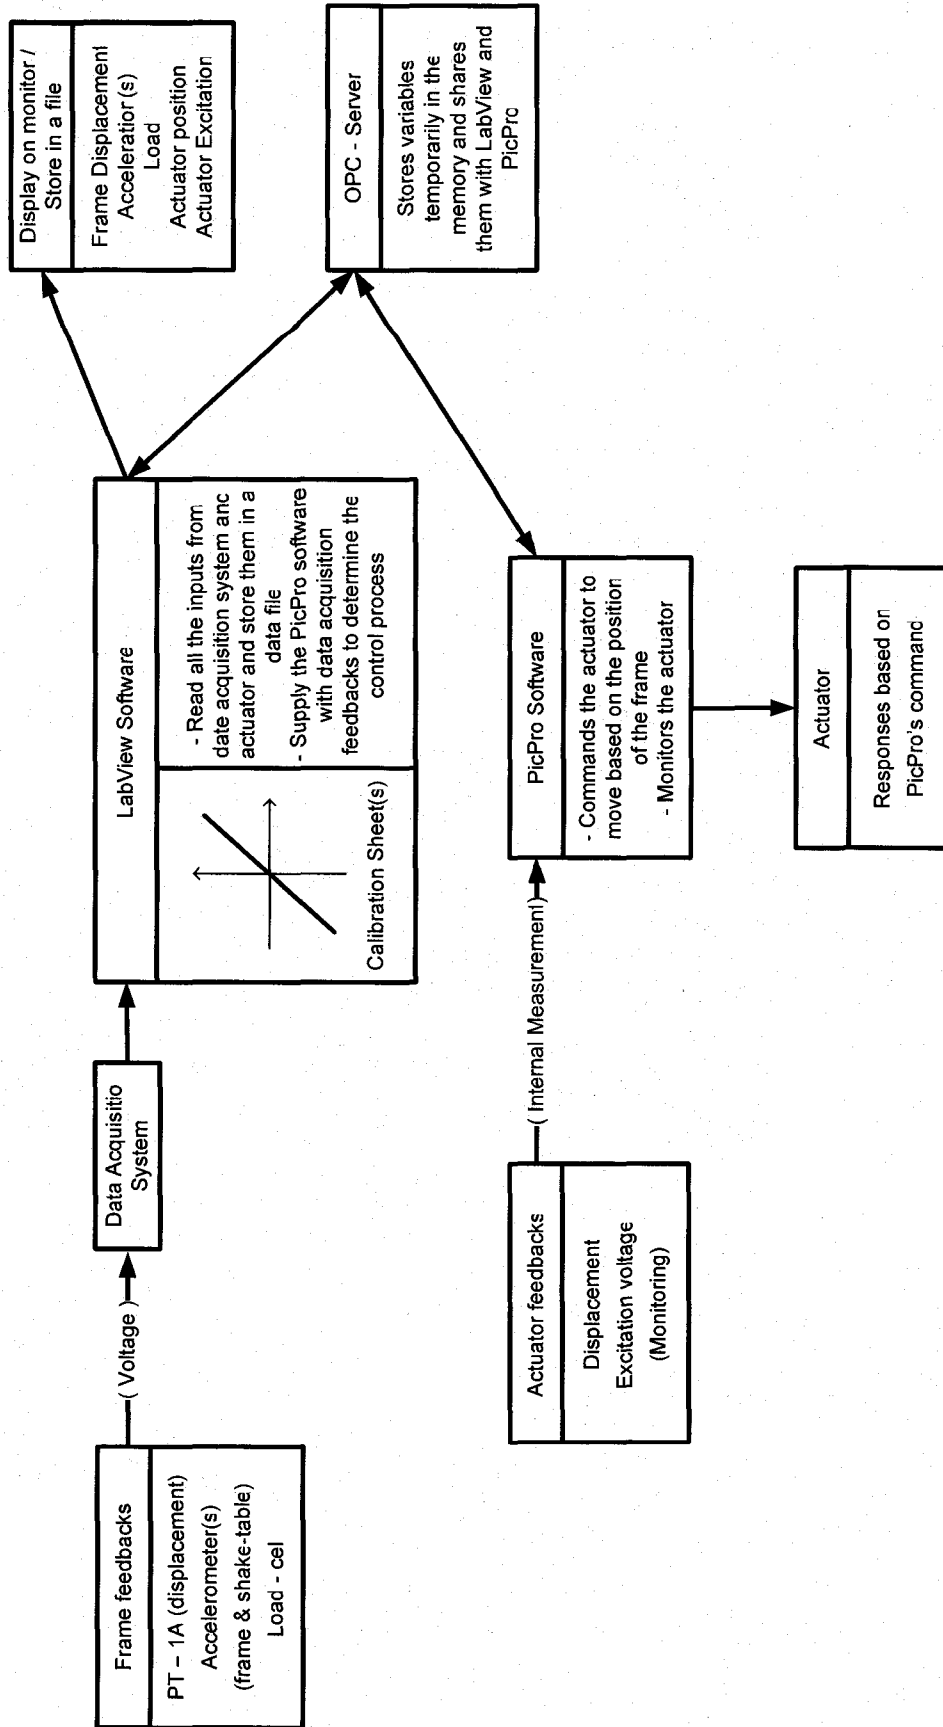 Frame feedbacks
PT – 1A (displacement)
Accelerometer(s)
(frame & shake-table)
Load - cel
( Voltage )
Data Acquisitio
System
LabView Software
Calibration Sheet(s)
- Read all the inputs from
date acquisition system anc
actuator and store them in a
data file
- Supply the PicPro software
with data acquisition
feedbacks to determine the
control process
Display on monitor /
Store in a file
Frame Displacement
Acceleratior(s)
Load
Actuator position
Actuator Excitation
OPC - Server
Stores variables
temporarily in the
memory and shares
them with LabView and
PicPro
Actuator feedbacks
Displacement
Excitation voltage
(Monitoring)
( Internal Measurement)
PicPro Software
- Commands the actuator to
move based on the position
of the frame
- Monitors the actuator
Actuator
Responses based on
PicPro's command